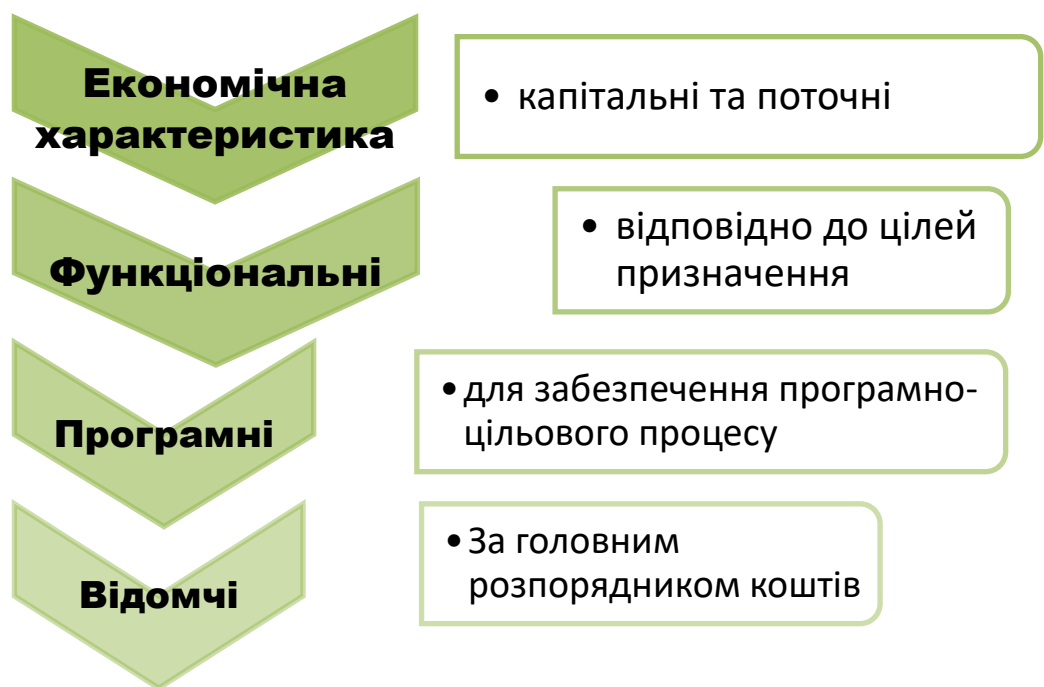 Економічна
характеристика
• капітальні та поточні
Функціональні
• відповідно до цілей
призначення
Програмні
• для забезпечення програмно-
цільового процесу
Відомчі
• За головним
розпорядником коштів